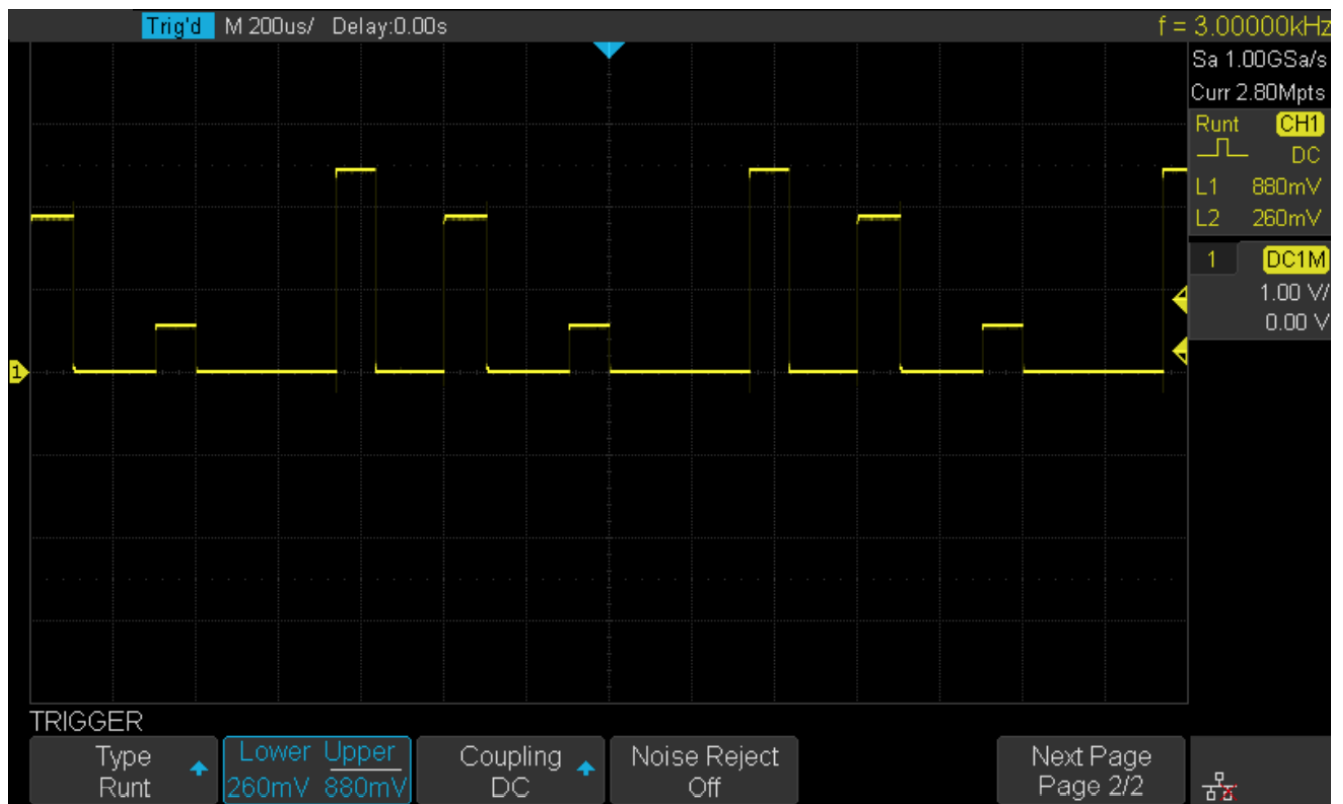 Trig'd M 200us/ Delay:0.00s f = 3.00000kHz
Sa 1.00GSa/s
Curr 2.80Mpts
Runt CH1
DC
L1 880mV
L2 260mV
1 DC1M
1.00 V/
0.00 V
1
TRIGGER
Type
Runt
Lower Upper
260mV 880mV
Coupling
DC
Noise Reject
Off
Next Page
Page 2/2